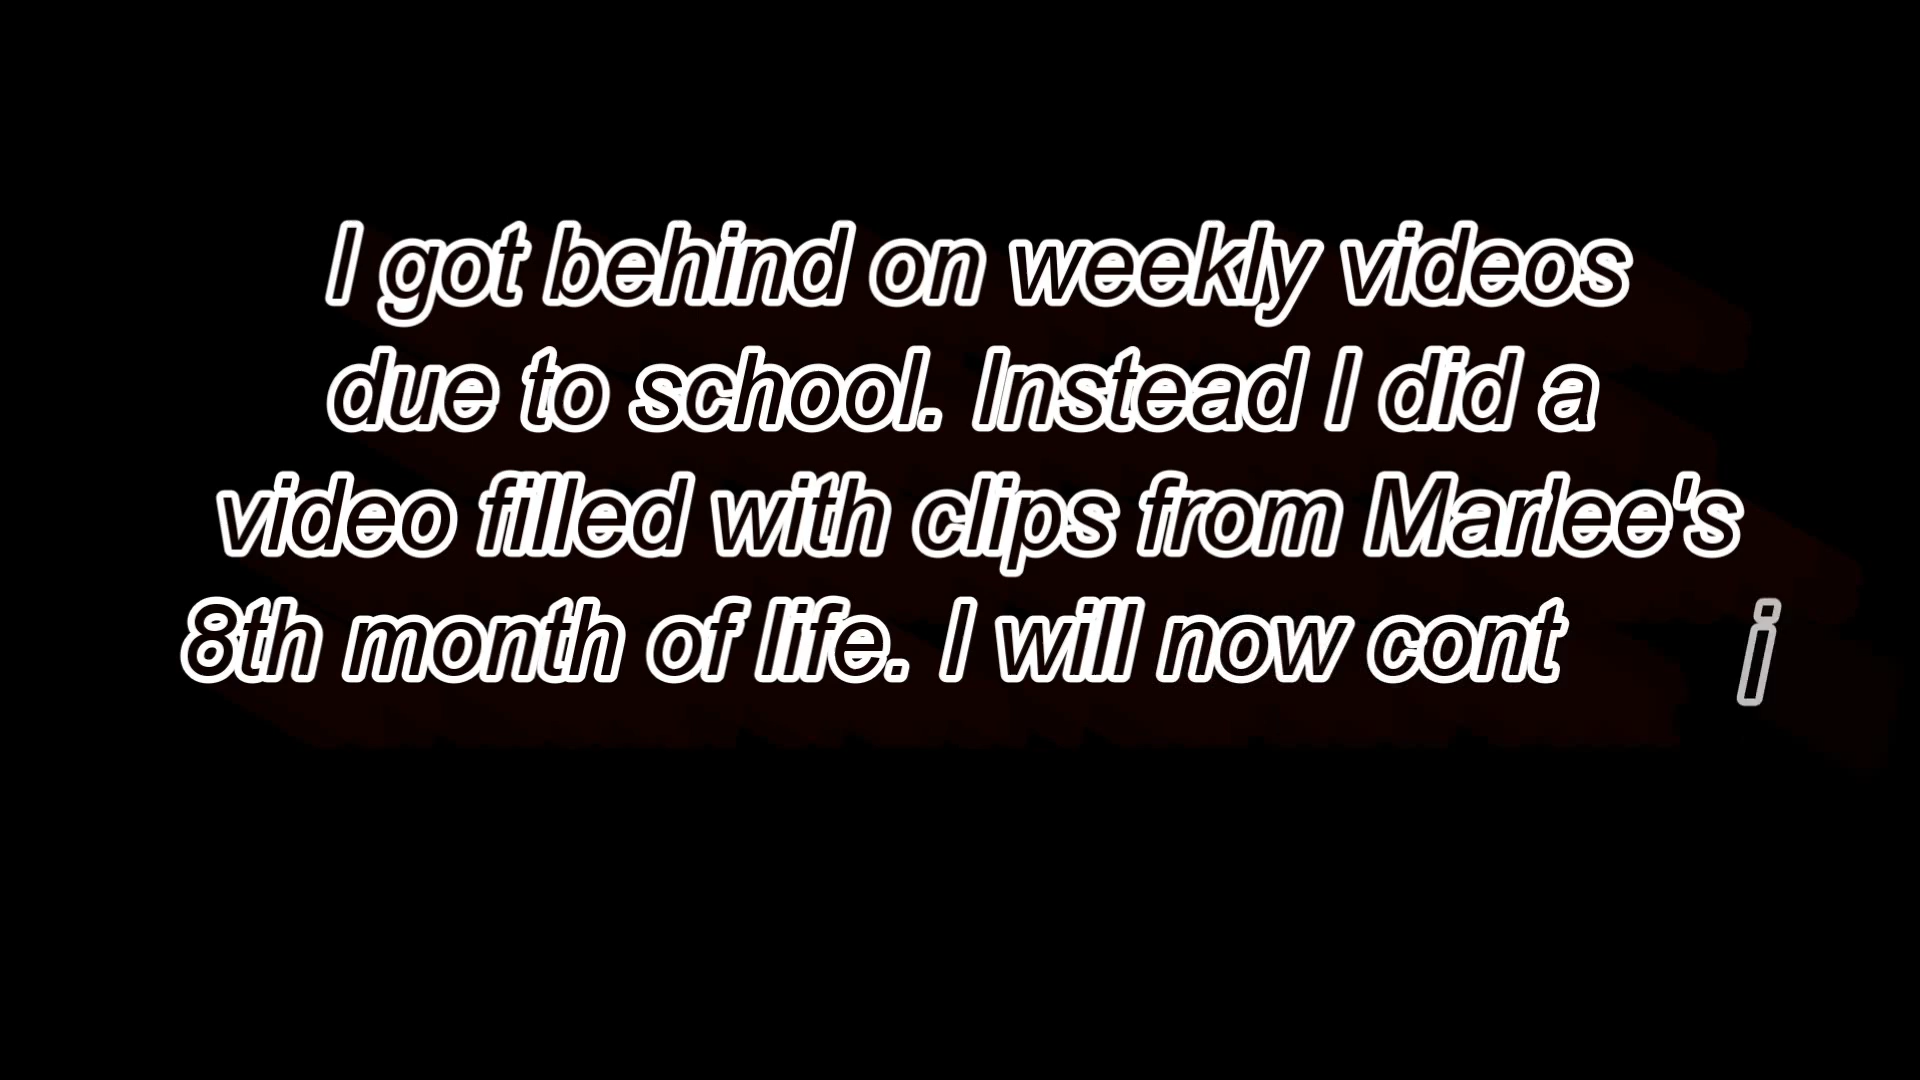 I got behind on weekly videos
due to school. Instead I did a
video filled with clips from Marlee's
8th month of life. I will now cont i